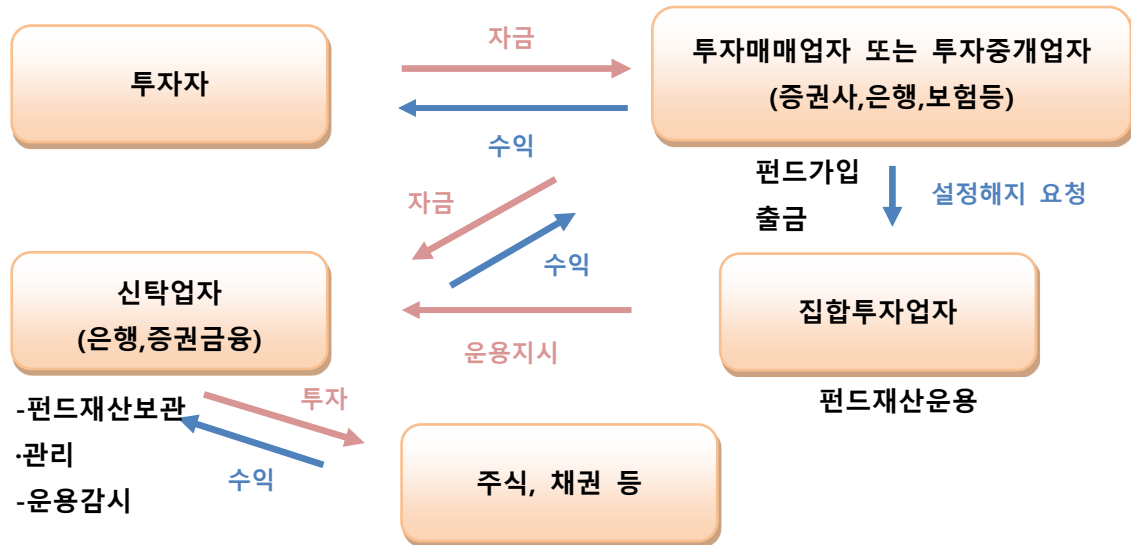 투자자
자금
수익
투자매매업자 또는 투자중개업자
(증권사,은행,보험등)
펀드가입
출금
설정해지 요청
자금
수익
신탁업자
(은행,증권금융)
운용지시
집합투자업자
펀드재산운용
-펀드재산보관
·관리
-운용감시
투자
수익
주식, 채권 등